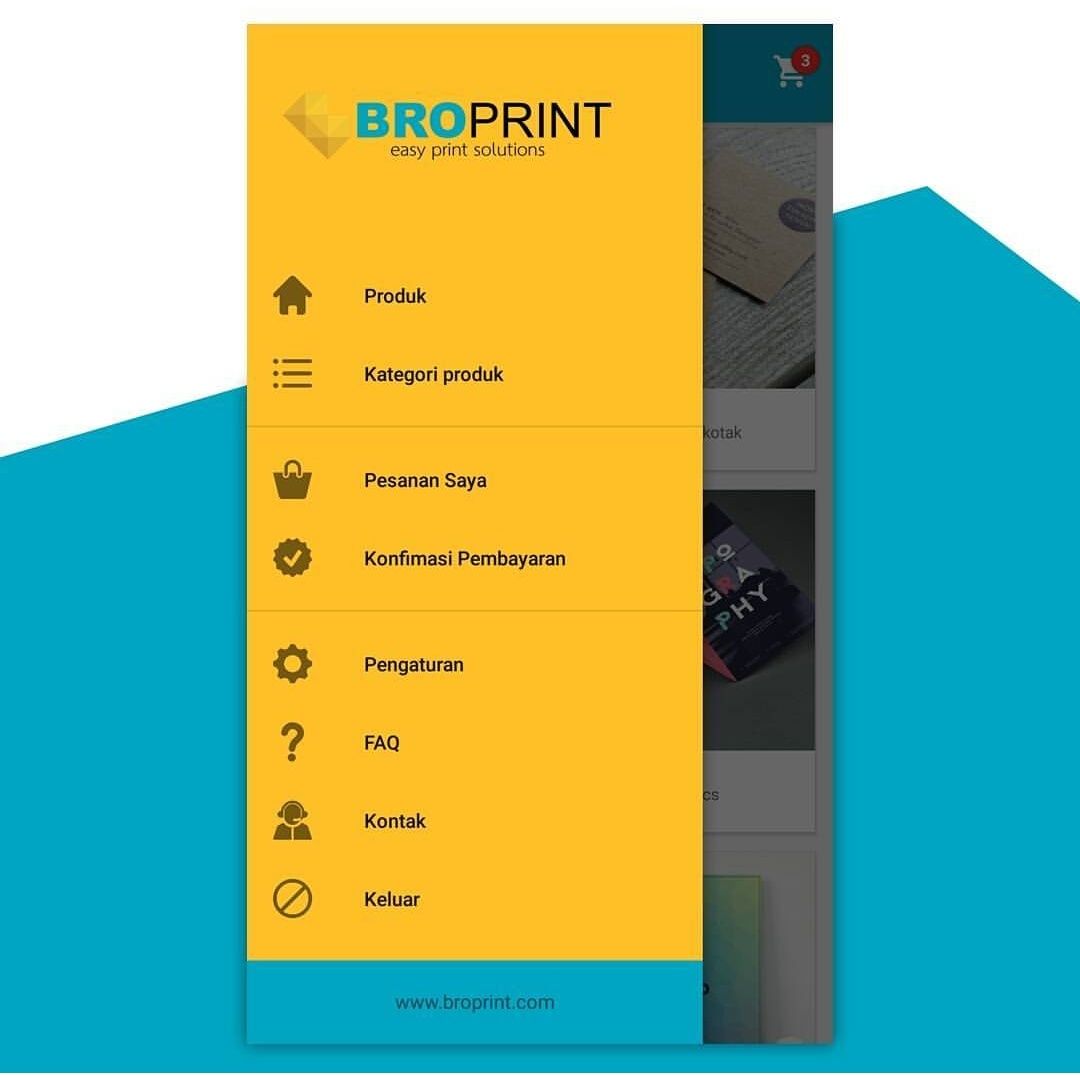 BROPRINT
easy print solutions
3
Produk
Kategori produk
kotak
Pesanan Saya
Konfimasi Pembayaran
GRA
PHY
Pengaturan
FAQ
cs
Kontak
Keluar
www.broprint.com